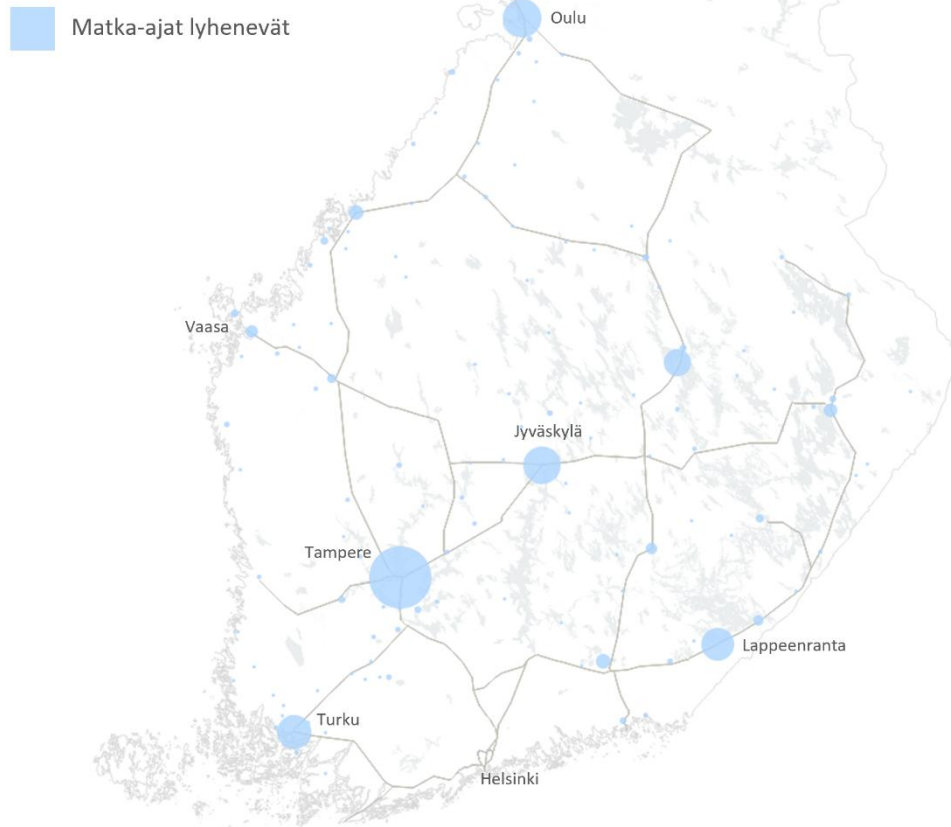 Matka-ajat lyhenevät
Oulu
Vaasa
Jyväskylä
Tampere
Lappeenranta
Turku
Helsinki